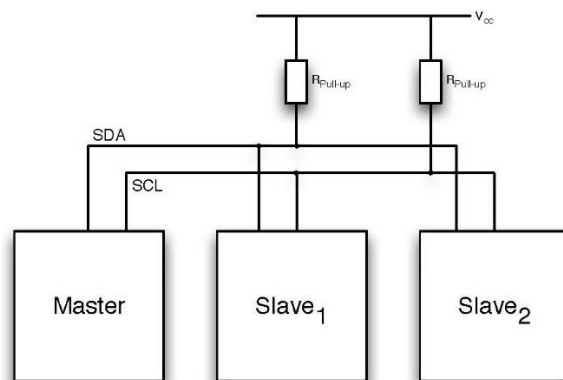 Vcc
RPull-up
RPull-up
SDA
SCL
Master
Slave1
Slave2